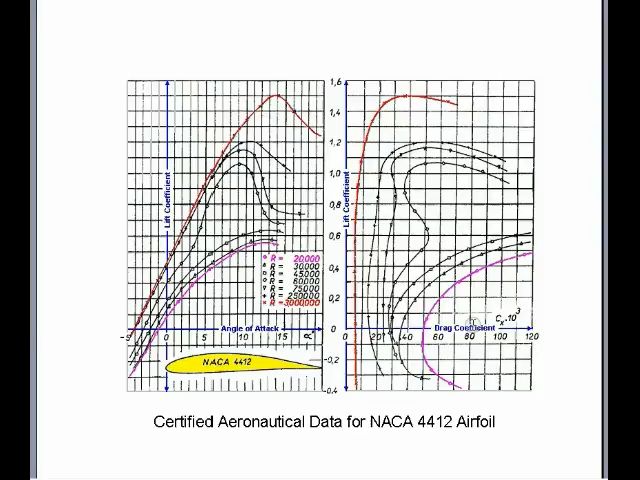 1,6
1,4
1,2
1,0
0,8
0,6
0,4
0,2
0
-0,2
-0,4
Lift Coefficient
Lift Coefficient
R = 20000
R = 30000
R = 45000
R = 60000
R = 75000
R = 250000
R = 3000000
-5 0 5 10 15
Angle of Attack
0 20 40 60 80 100 120
Drag Coefficient
Cx·10³
NACA 4412
Certified Aeronautical Data for NACA 4412 Airfoil